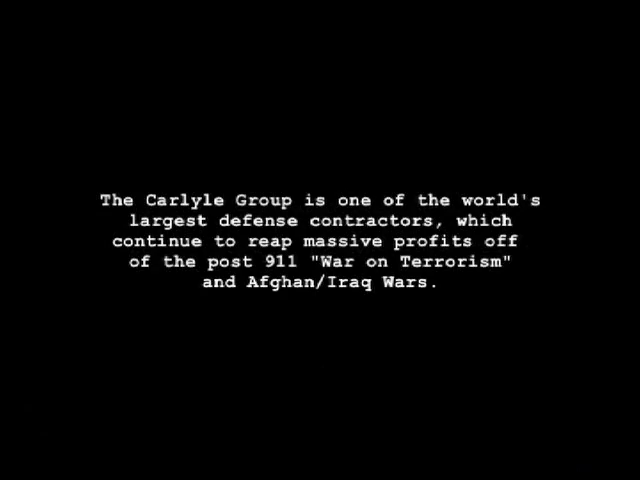 The Carlyle Group is one of the world's
largest defense contractors, which
continue to reap massive profits off
of the post 911 "War on Terrorism"
and Afghan/Iraq Wars.